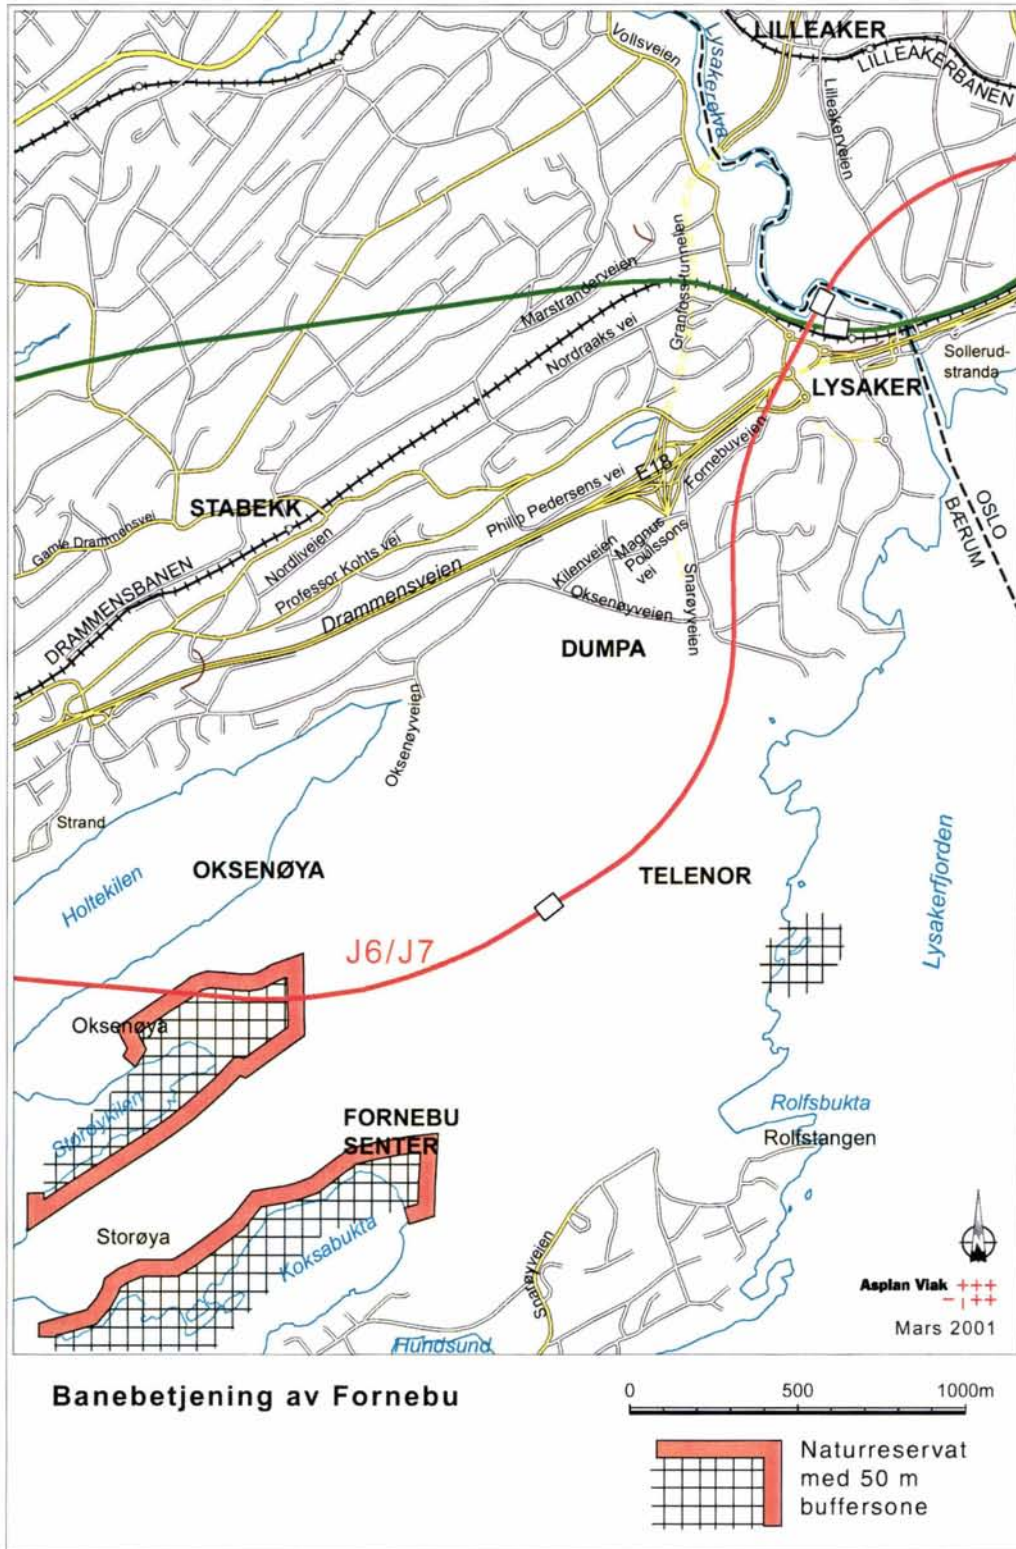 LILLEAKER
LILLEAKERBANEN
Vollsveien
Lysakerelva
Lilleakerveien
Granfosstunnelen
Marstranderveien
Nordraaks vei
Sollerud-
stranda
LYSAKER
E18
Fornebuveien
STABEKK
Philip Pedersens vei
OSLO
BÆRUM
Gamle Drammensvei
Nordliveien
Magnus
Poulssons
vei
Kilenveien
Professor Kohts vei
DRAMMENSBANEN
Drammensveien
Oksenøyveien
Snarøyveien
DUMPA
Oksenøyveien
Strand
OKSENØYA
TELENOR
Holtekilen
Lysakerfjorden
J6/J7
Oksenøya
Storøykilen
FORNEBU
SENTER
Rolfsbukta
Rolfstangen
Storøya
Koksabukta
Snarøyveien
Hundsund
Asplan Viak
Mars 2001
Banebetjening av Fornebu
0 500 1000m
Naturreservat
med 50 m
buffersone